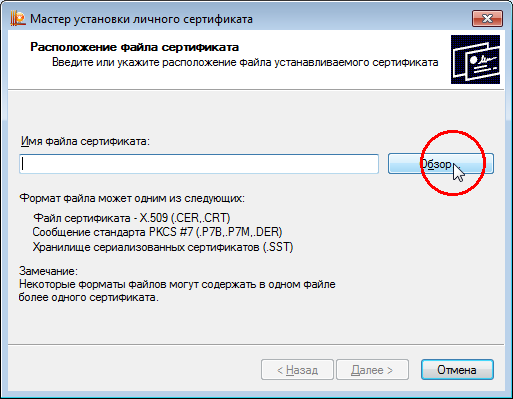 Мастер установки личного сертификата
Расположение файла сертификата
Введите или укажите расположение файла устанавливаемого сертификата
Имя файла сертификата:
Обзор...
Формат файла может одним из следующих:
Файл сертификата - X.509 (.CER,.CRT)
Сообщение стандарта PKCS #7 (.P7B,.P7M,.DER)
Хранилище сериализованных сертификатов (.SST)
Замечание:
Некоторые форматы файлов могут содержать в одном файле
более одного сертификата.
< Назад
Далее >
Отмена